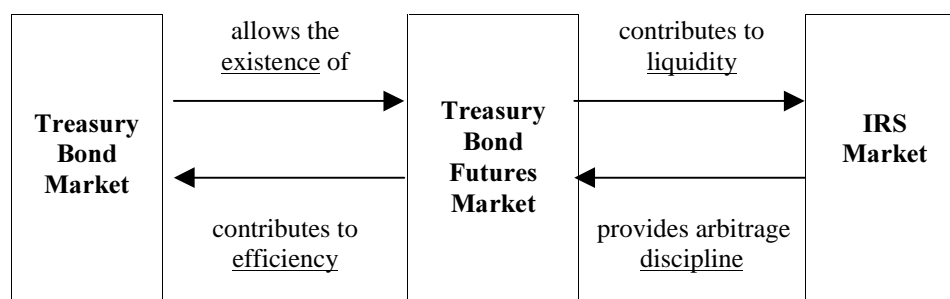 allows the
existence of
contributes to
liquidity
Treasury
Bond
Market
Treasury
Bond
Futures
Market
IRS
Market
contributes to
efficiency
provides arbitrage
discipline